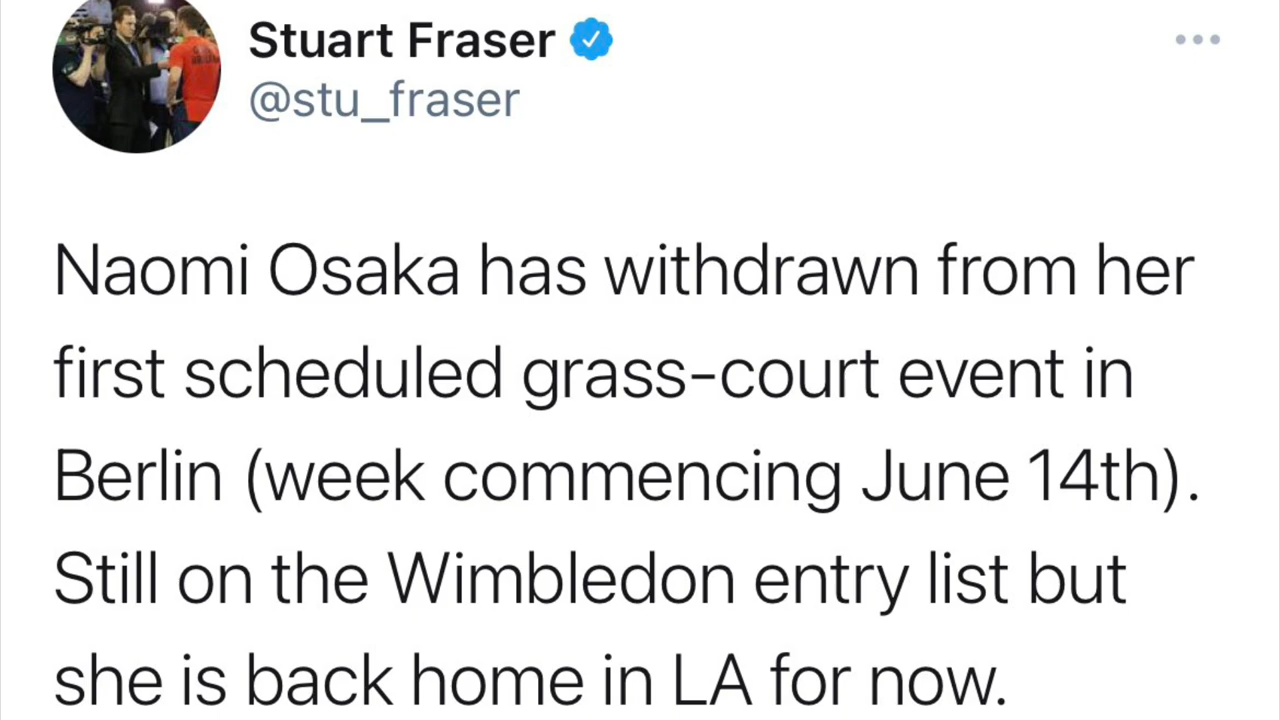 Stuart Fraser
@stu_fraser
Naomi Osaka has withdrawn from her
first scheduled grass-court event in
Berlin (week commencing June 14th).
Still on the Wimbledon entry list but
she is back home in LA for now.